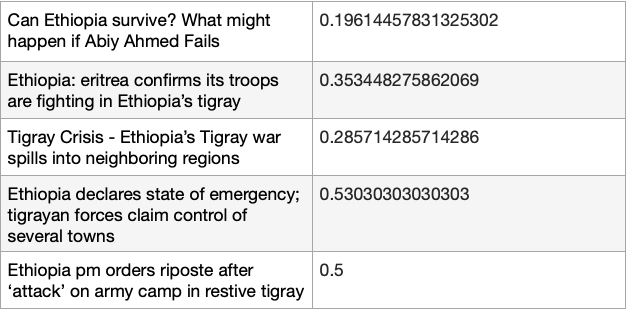 Can Ethiopia survive? What might
happen if Abiy Ahmed Fails
0.19614457831325302
Ethiopia: eritrea confirms its troops
are fighting in Ethiopia’s tigray
0.353448275862069
Tigray Crisis - Ethiopia’s Tigray war
spills into neighboring regions
0.285714285714286
Ethiopia declares state of emergency;
tigrayan forces claim control of
several towns
0.53030303030303
Ethiopia pm orders riposte after
‘attack’ on army camp in restive tigray
0.5